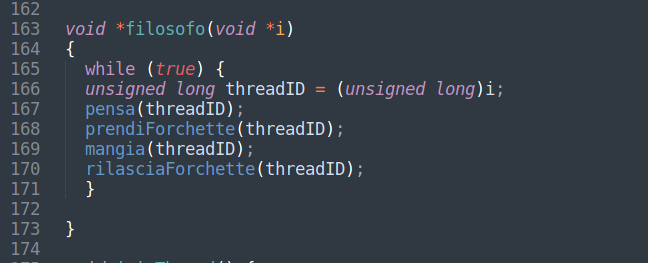 162
163 void *filosofo(void *i)
164 {
165 while (true) {
166 unsigned long threadID = (unsigned long)i;
167 pensa(threadID);
168 prendiForchette(threadID);
169 mangia(threadID);
170 rilasciaForchette(threadID);
171 }
172
173 }
174